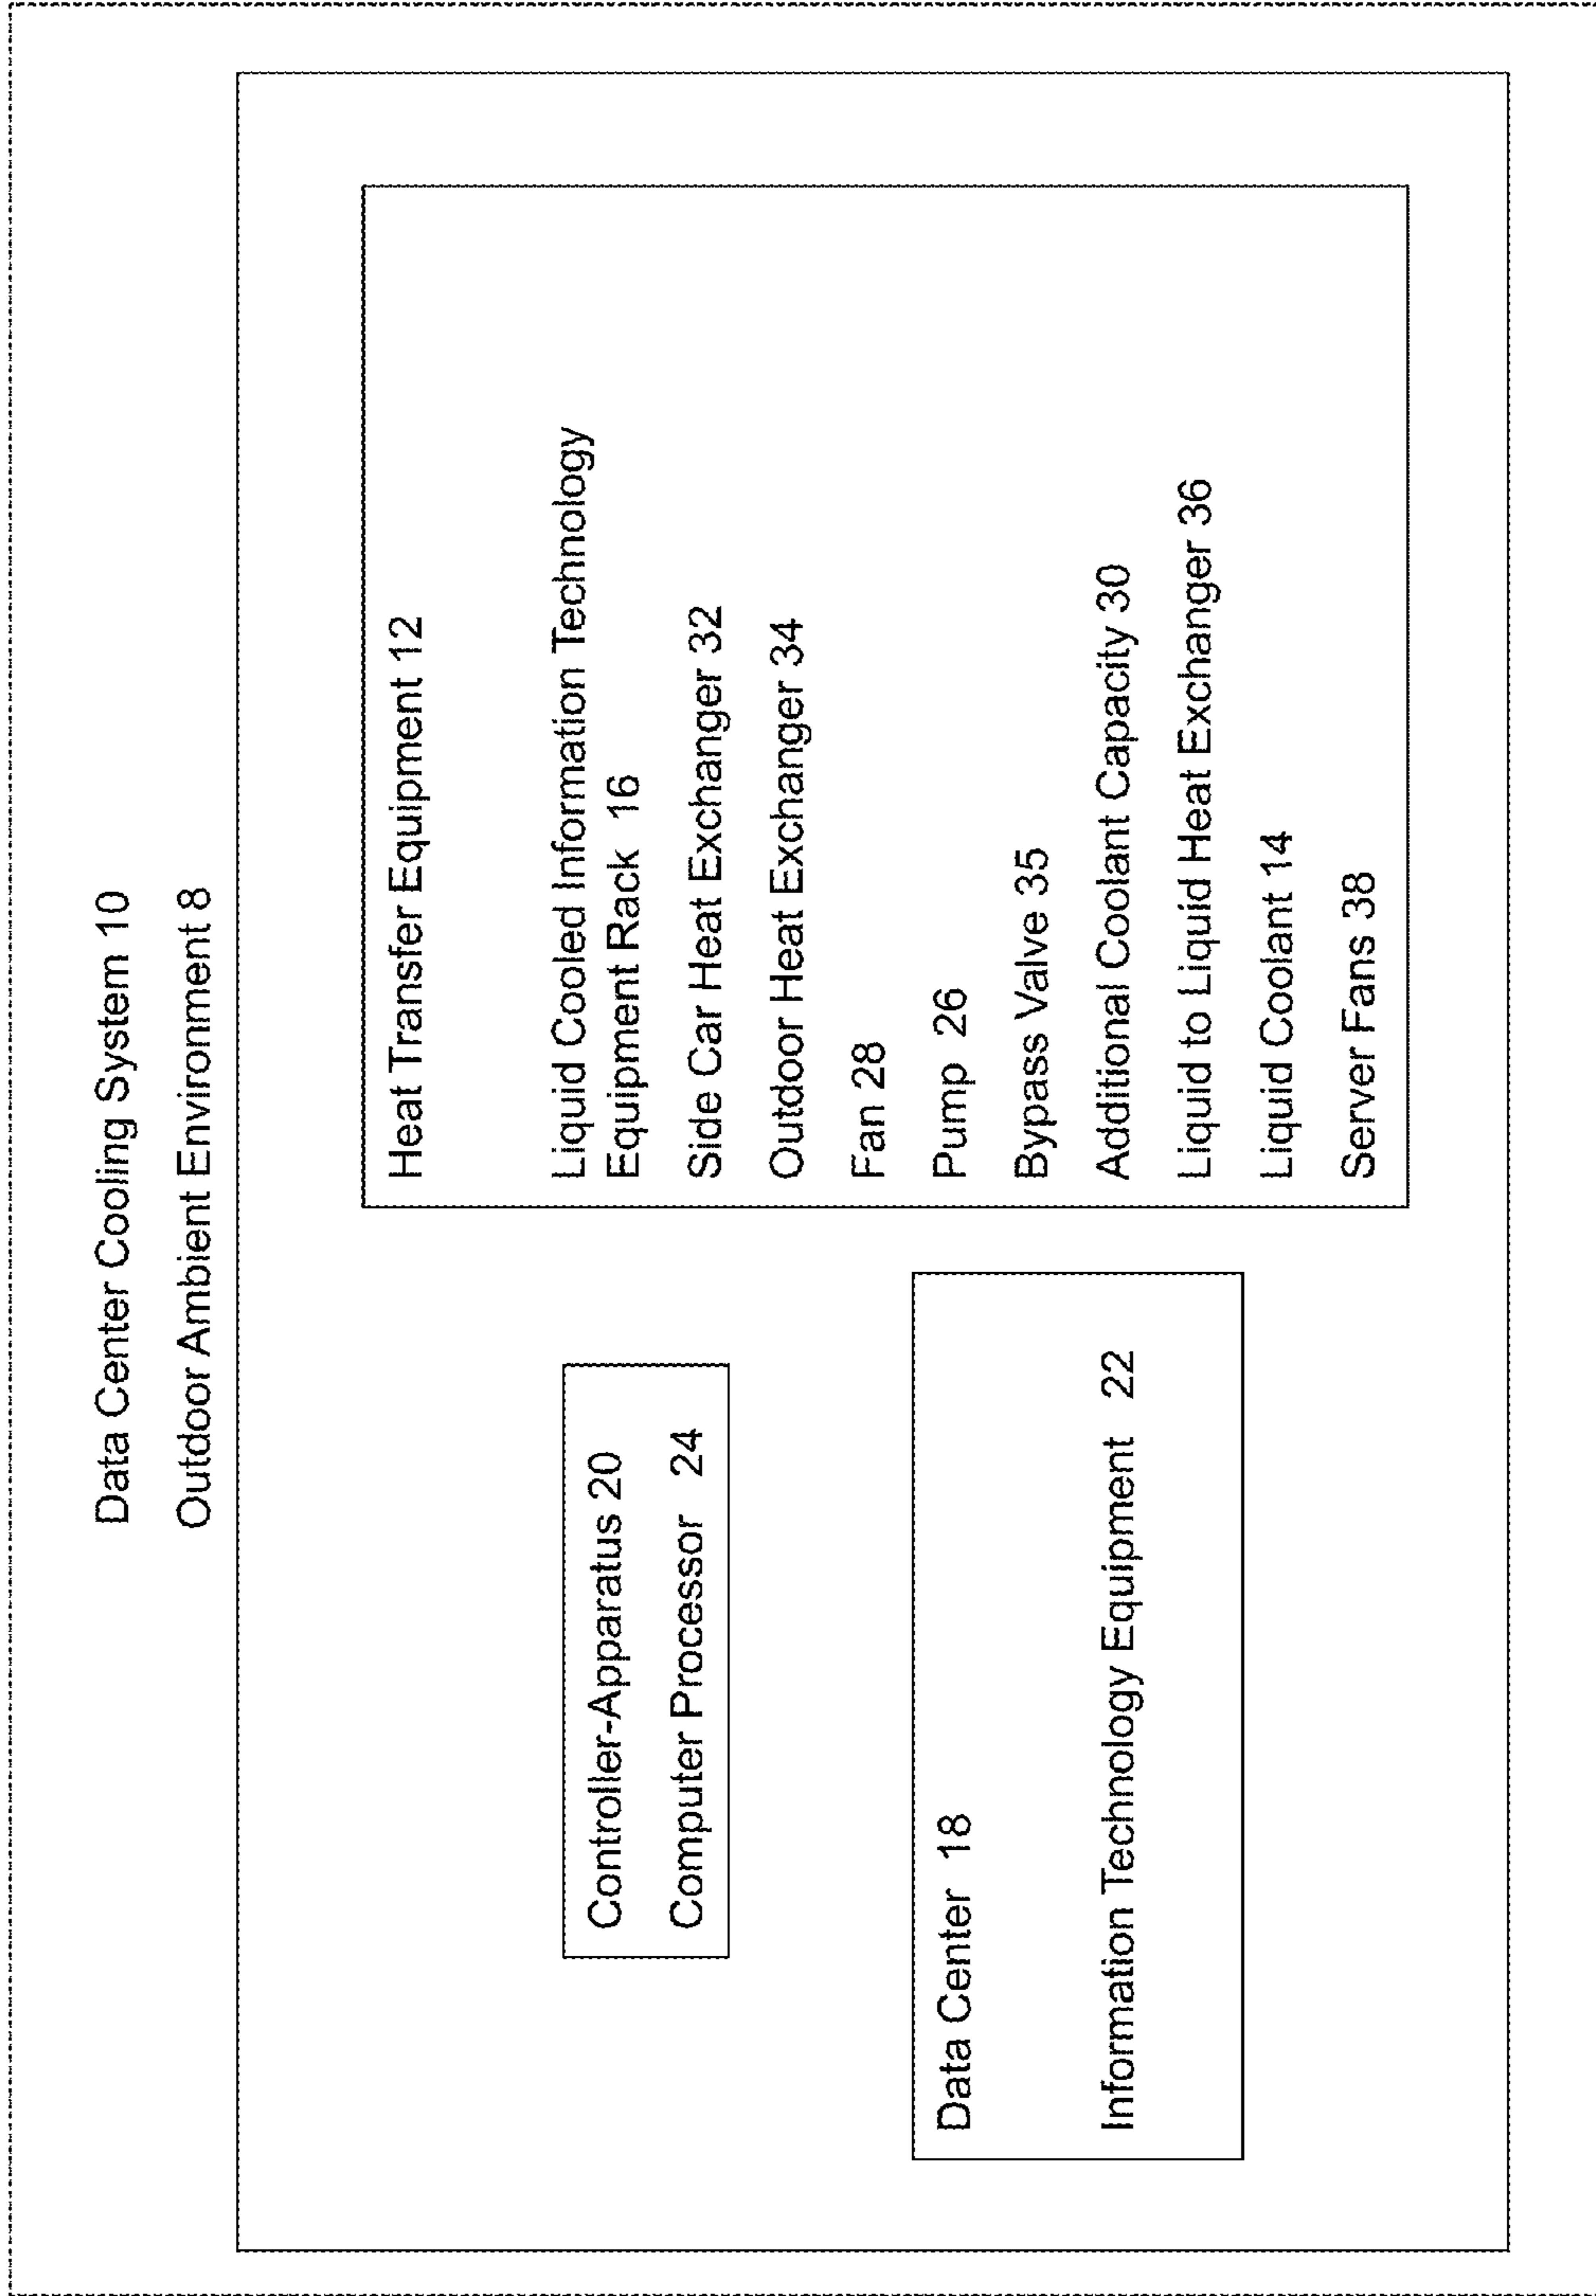 Data Center Cooling System 10
Outdoor Ambient Environment 8
Controller-Apparatus 20
Computer Processor 24
Data Center 18
Information Technology Equipment 22
Heat Transfer Equipment 12
Liquid Cooled Information Technology
Equipment Rack 16
Side Car Heat Exchanger 32
Outdoor Heat Exchanger 34
Fan 28
Pump 26
Bypass Valve 35
Additional Coolant Capacity 30
Liquid to Liquid Heat Exchanger 36
Liquid Coolant 14
Server Fans 38